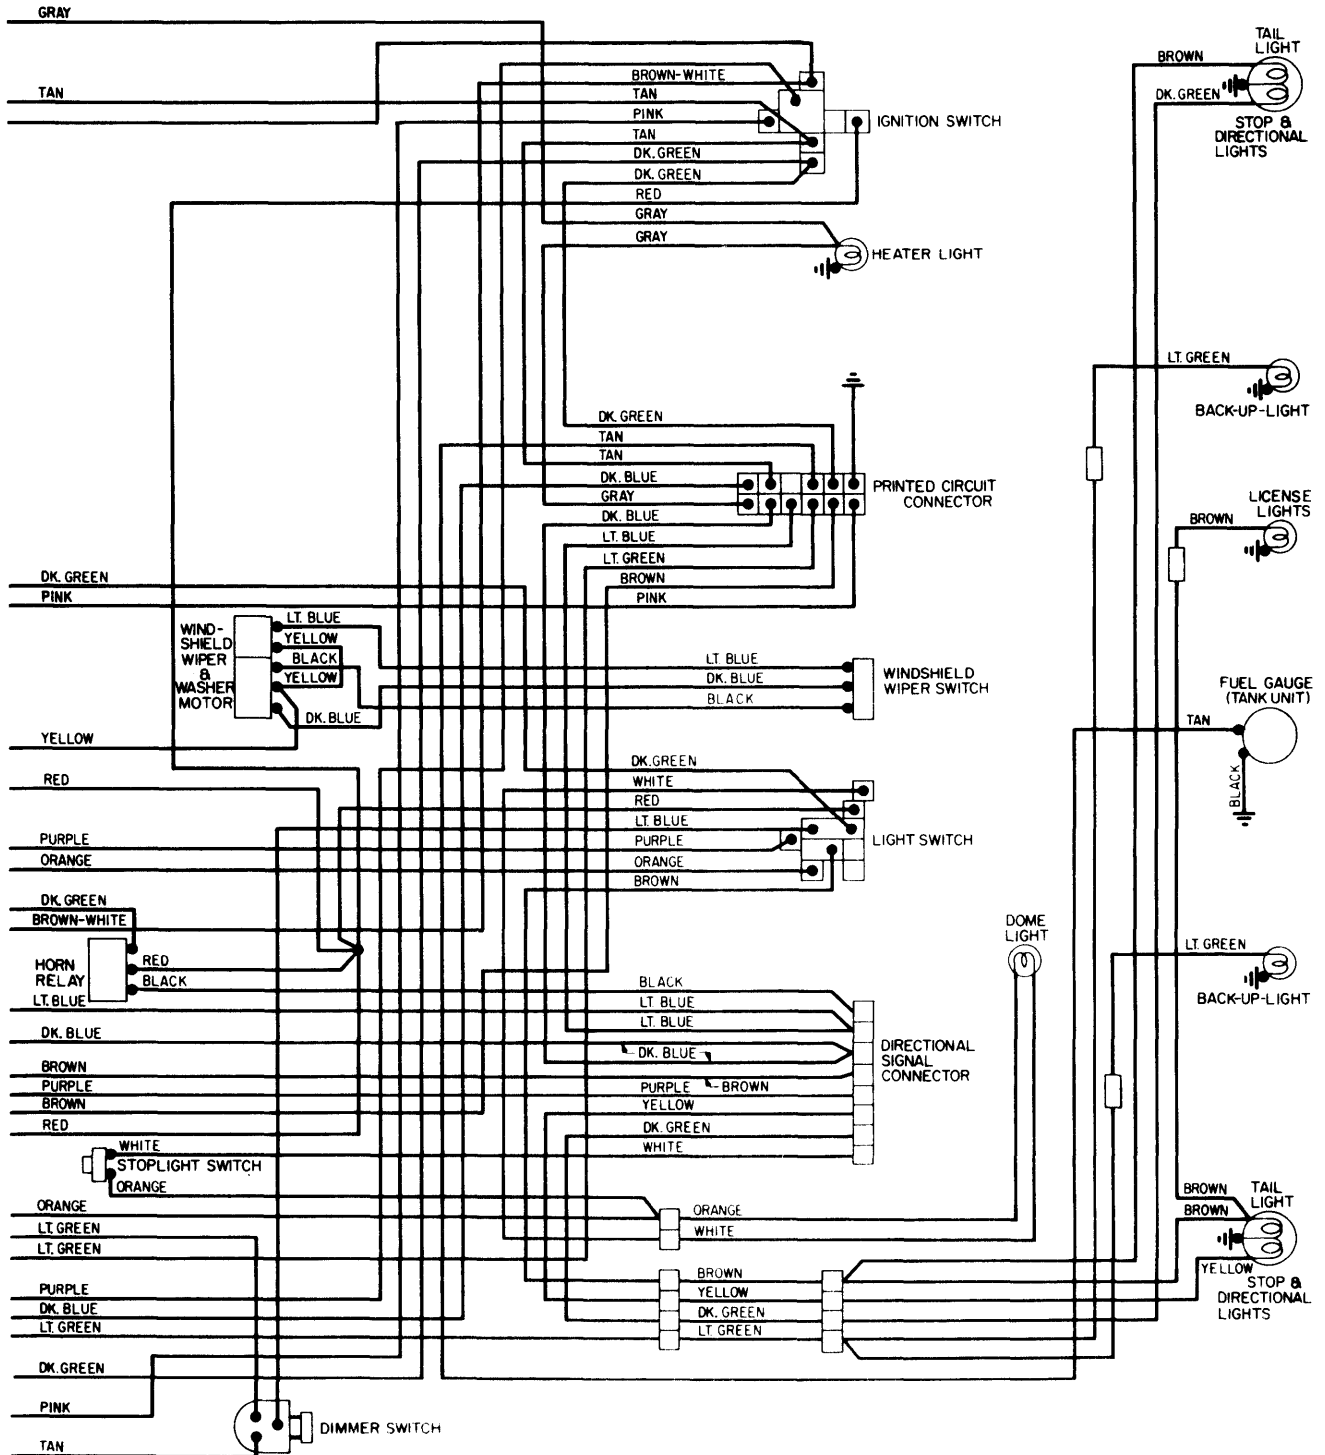 GRAY
TAIL
LIGHT
BROWN
BROWN-WHITE
TAN
TAN
DK. GREEN
PINK
IGNITION SWITCH
STOP &
DIRECTIONAL
LIGHTS
TAN
DK. GREEN
DK. GREEN
RED
GRAY
GRAY
HEATER LIGHT
LT. GREEN
BACK-UP-LIGHT
DK. GREEN
TAN
TAN
DK. BLUE
GRAY
PRINTED CIRCUIT
CONNECTOR
LICENSE
LIGHTS
BROWN
DK. BLUE
LT. BLUE
LT. GREEN
BROWN
PINK
DK. GREEN
PINK
WIND-
SHIELD
WIPER
&
WASHER
MOTOR
LT. BLUE
YELLOW
BLACK
YELLOW
DK. BLUE
LT. BLUE
DK. BLUE
BLACK
WINDSHIELD
WIPER SWITCH
FUEL GAUGE
(TANK UNIT)
TAN
BLACK
YELLOW
RED
DK.GREEN
WHITE
RED
LT. BLUE
PURPLE
ORANGE
BROWN
LIGHT SWITCH
PURPLE
ORANGE
DK. GREEN
BROWN-WHITE
HORN
RELAY
RED
BLACK
DOME
LIGHT
LT. GREEN
BACK-UP-LIGHT
LT. BLUE
DK. BLUE
BROWN
PURPLE
BROWN
RED
BLACK
LT. BLUE
LT. BLUE
DK. BLUE
BROWN
PURPLE
YELLOW
DK. GREEN
WHITE
DIRECTIONAL
SIGNAL
CONNECTOR
WHITE
STOPLIGHT SWITCH
ORANGE
ORANGE
LT. GREEN
LT. GREEN
ORANGE
WHITE
BROWN
BROWN
TAIL
LIGHT
YELLOW
STOP &
DIRECTIONAL
LIGHTS
PURPLE
DK. BLUE
LT. GREEN
BROWN
YELLOW
DK. GREEN
LT. GREEN
DK. GREEN
PINK
DIMMER SWITCH
TAN